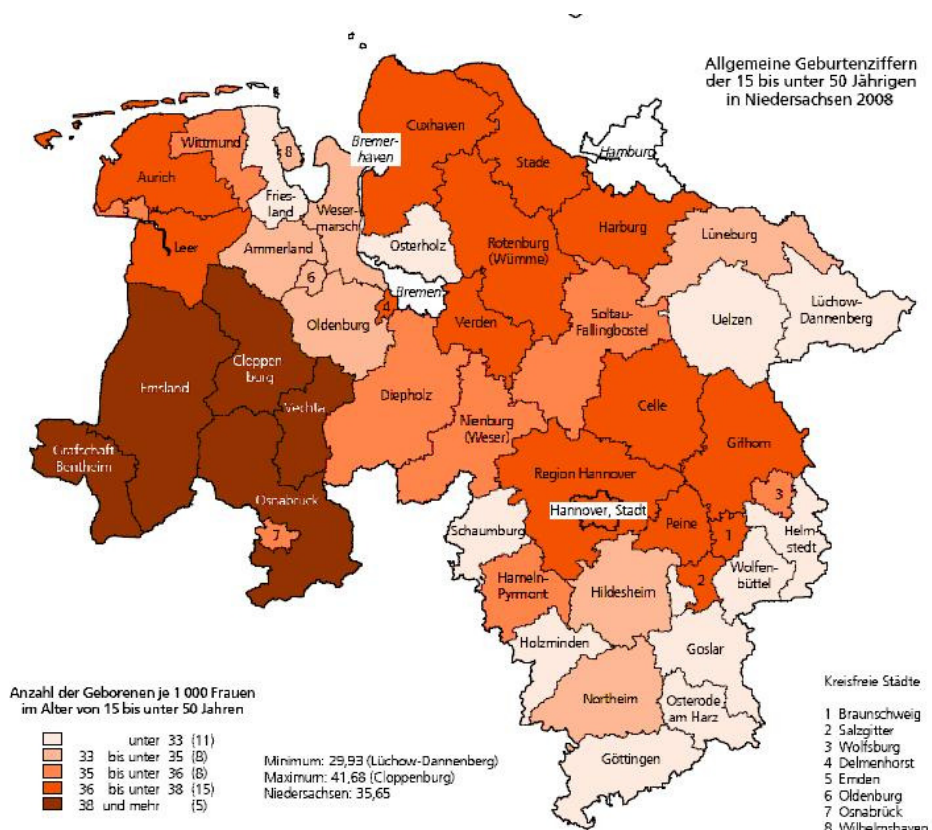 Allgemeine Geburtenziffern
der 15 bis unter 50 Jährigen
in Niedersachsen 2008
Cuxhaven
Wittmund
8
Bremer-
haven
Hamburg
Stade
Aurich
Fries-
land
Weser-
marsch
5
Harburg
Lüneburg
Leer
Ammerland
Osterholz
Rotenburg
(Wümme)
6
Bremen
4
Lüchow-
Dannenberg
Uelzen
Oldenburg
Verden
Soltau-
Fallingbostel
Cloppen
burg
Emsland
Diepholz
Celle
Vechta
Nienburg
(Weser)
Gifhorn
Grafschaft
Bentheim
Region Hannover
3
Osnabrück
Hannover, Stadt
Peine
1
Helm-
stedt
Schaumburg
7
Wolfen-
büttel
2
Hameln-
Pyrmont
Hildesheim
Holzminden
Goslar
Northeim
Osterode
am Harz
Göttingen
Anzahl der Geborenen je 1 000 Frauen
im Alter von 15 bis unter 50 Jahren
unter 33 (11)
33 bis unter 35 (8)
35 bis unter 36 (8)
36 bis unter 38 (15)
38 und mehr (5)
Minimum: 29,93 (Lüchow-Dannenberg)
Maximum: 41,68 (Cloppenburg)
Niedersachsen: 35,65
Kreisfreie Städte
1 Braunschweig
2 Salzgitter
3 Wolfsburg
4 Delmenhorst
5 Emden
6 Oldenburg
7 Osnabrück
8 Wilhelmshaven